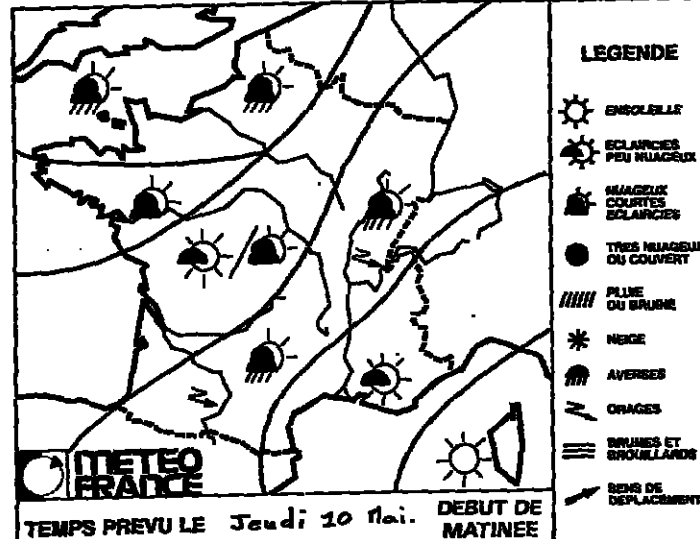 LEGENDE
ENSOLEILLE
ECLAIRCIES
PEU NUAGEUX
NUAGEUX
COURTES
ECLAIRCIES
TRES NUAGEUX
OU COUVERT
PLUIE
OU BRUINE
NEIGE
AVERSES
ORAGES
BRUMES ET
BROUILLARDS
SENS DE
DEPLACEMENT
METEO
FRANCE
TEMPS PREVU LE Jeudi 10 Mai. DEBUT DE
MATINEE